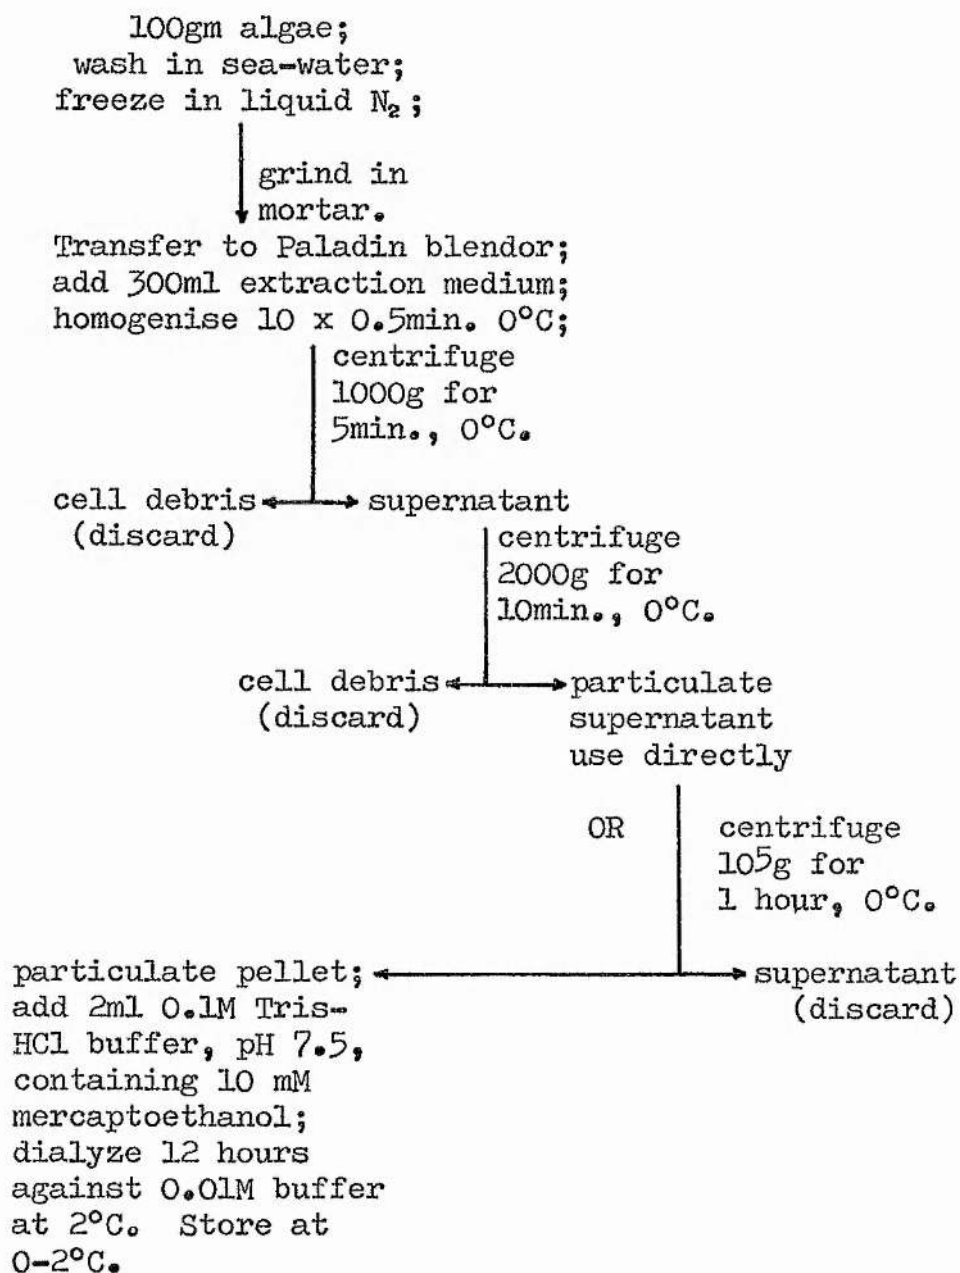 100gm algae;
wash in sea-water;
freeze in liquid N₂;
grind in
mortar.
Transfer to Paladin blendor;
add 300ml extraction medium;
homogenise 10 x 0.5min. 0°C;
centrifuge
1000g for
5min., 0°C.
cell debris
(discard)
supernatant
centrifuge
2000g for
10min., 0°C.
cell debris
(discard)
particulate
supernatant
use directly
OR
centrifuge
10⁵g for
1 hour, 0°C.
particulate pellet;
add 2ml 0.1M Tris-
HCl buffer, pH 7.5,
containing 10 mM
mercaptoethanol;
dialyze 12 hours
against 0.01M buffer
at 2°C. Store at
0-2°C.
supernatant
(discard)